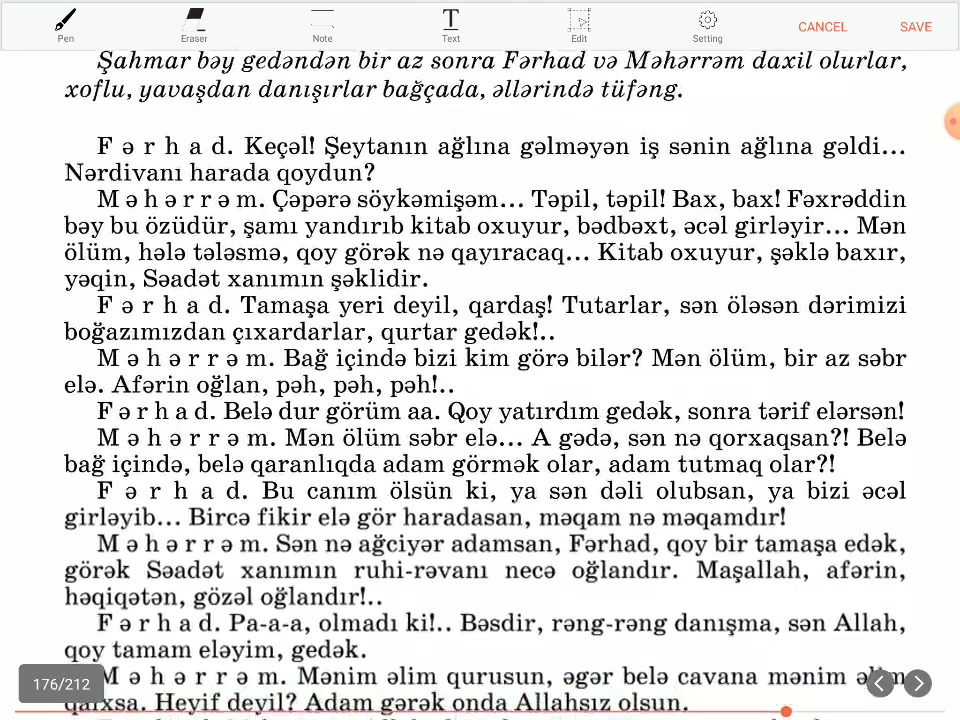 Pen
Eraser
Note
Text
Edit
Setting
CANCEL
SAVE
Şahmar bəy gedəndən bir az sonra Fərhad və Məhərrəm daxil olurlar,
xoflu, yavaşdan danışırlar bağçada, əllərində tüfəng.
F ə r h a d. Keçəl! Şeytanın ağlına gəlməyən iş sənin ağlına gəldi...
Nərdivanı harada qoydun?
M ə h ə r r ə m. Çəpərə söykəmişəm... Təpil, təpil! Bax, bax! Fəxrəddin
bəy bu özüdür, şamı yandırıb kitab oxuyur, bədbəxt, əcəl girləyir... Mən
ölüm, hələ tələsmə, qoy görək nə qayıracaq... Kitab oxuyur, şəklə baxır,
yəqin, Səadət xanımın şəklidir.
F ə r h a d. Tamaşa yeri deyil, qardaş! Tutarlar, sən öləsən dərimizi
boğazımızdan çıxardarlar, qurtar gedək!..
M ə h ə r r ə m. Bağ içində bizi kim görə bilər? Mən ölüm, bir az səbr
elə. Afərin oğlan, pəh, pəh, pəh!..
F ə r h a d. Belə dur görüm aa. Qoy yatırdım gedək, sonra tərif elərsən!
M ə h ə r r ə m. Mən ölüm səbr elə... A gədə, sən nə qorxaqsan?! Belə
bağ içində, belə qaranlıqda adam görmək olar, adam tutmaq olar?!
F ə r h a d. Bu canım ölsün ki, ya sən dəli olubsan, ya bizi əcəl
girləyib... Bircə fikir elə gör haradasan, məqam nə məqamdır!
M ə h ə r r ə m. Sən nə ağciyər adamsan, Fərhad, qoy bir tamaşa edək,
görək Səadət xanımın ruhi-rəvanı necə oğlandır. Maşallah, afərin,
həqiqətən, gözəl oğlandır!..
F ə r h a d. Pa-a-a, olmadı ki!.. Bəsdir, rəng-rəng danışma, sən Allah,
qoy tamam eləyim, gedək.
M ə h ə r r ə m. Mənim əlim qurusun, əgər belə cavana mənim əlim
qalxsa. Heyif deyil? Adam gərək onda Allahsız olsun.
176/212